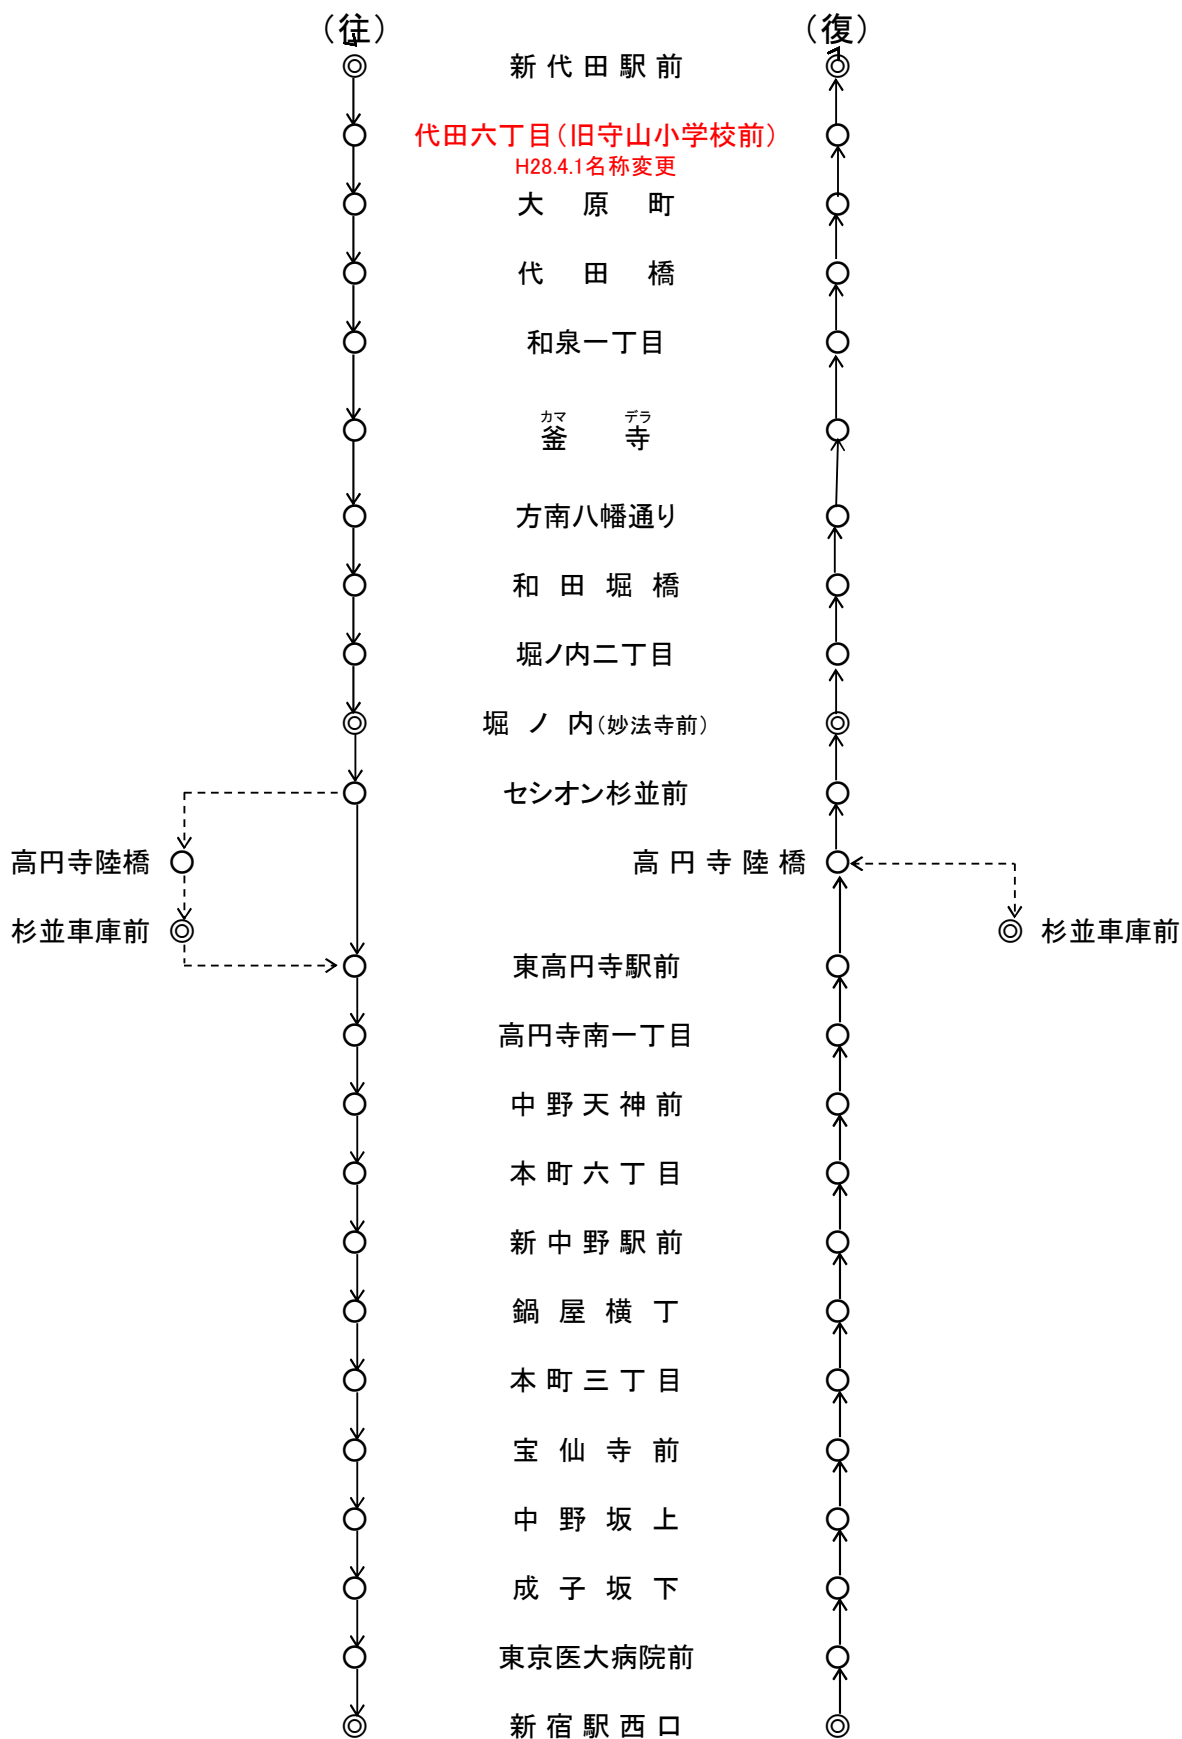 （往）　（復）
新代田駅前
代田六丁目（旧守山小学校前）
H28.4.1名称変更
大原町
代田橋
和泉一丁目
カマ　デラ
釜寺
方南八幡通り
和田堀橋
堀ノ内二丁目
堀ノ内（妙法寺前）
セシオン杉並前
高円寺陸橋　高円寺陸橋
杉並車庫前　杉並車庫前
東高円寺駅前
高円寺南一丁目
中野天神前
本町六丁目
新中野駅前
鍋屋横丁
本町三丁目
宝仙寺前
中野坂上
成子坂下
東京医大病院前
新宿駅西口